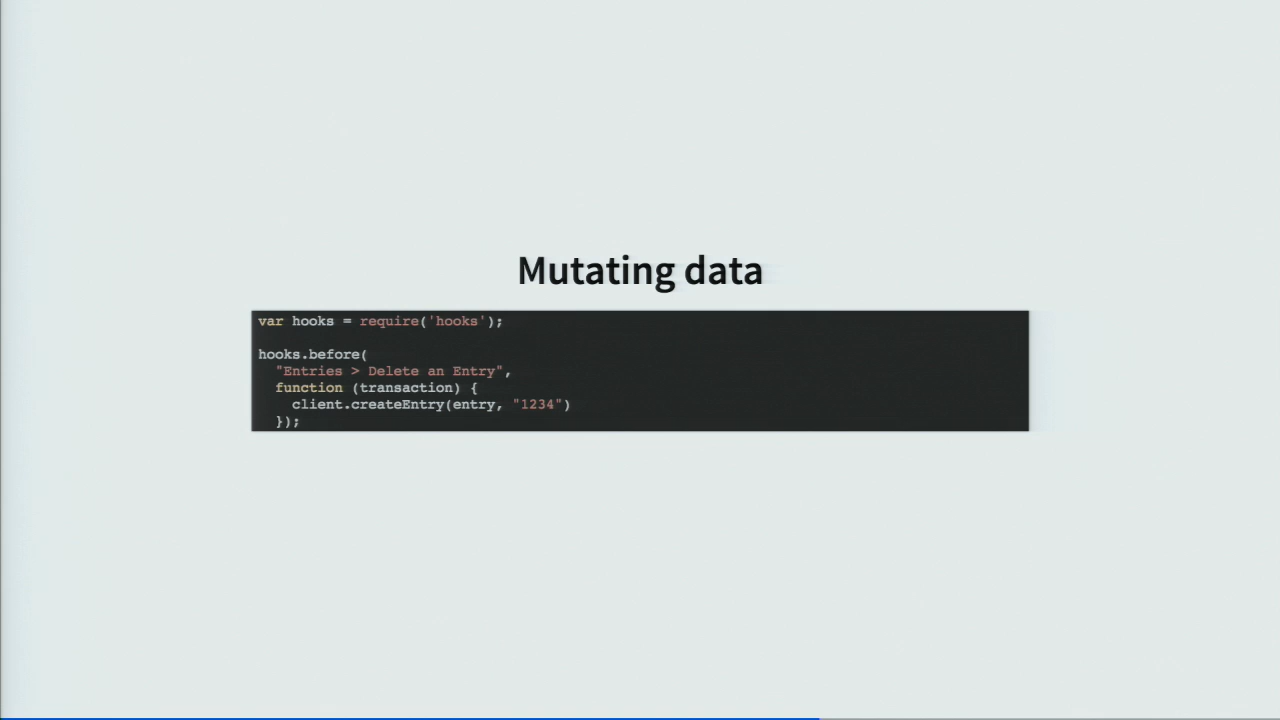 Mutating data
var hooks = require('hooks');
hooks.before(
"Entries > Delete an Entry",
function (transaction) {
client.createEntry(entry, "1234")
});